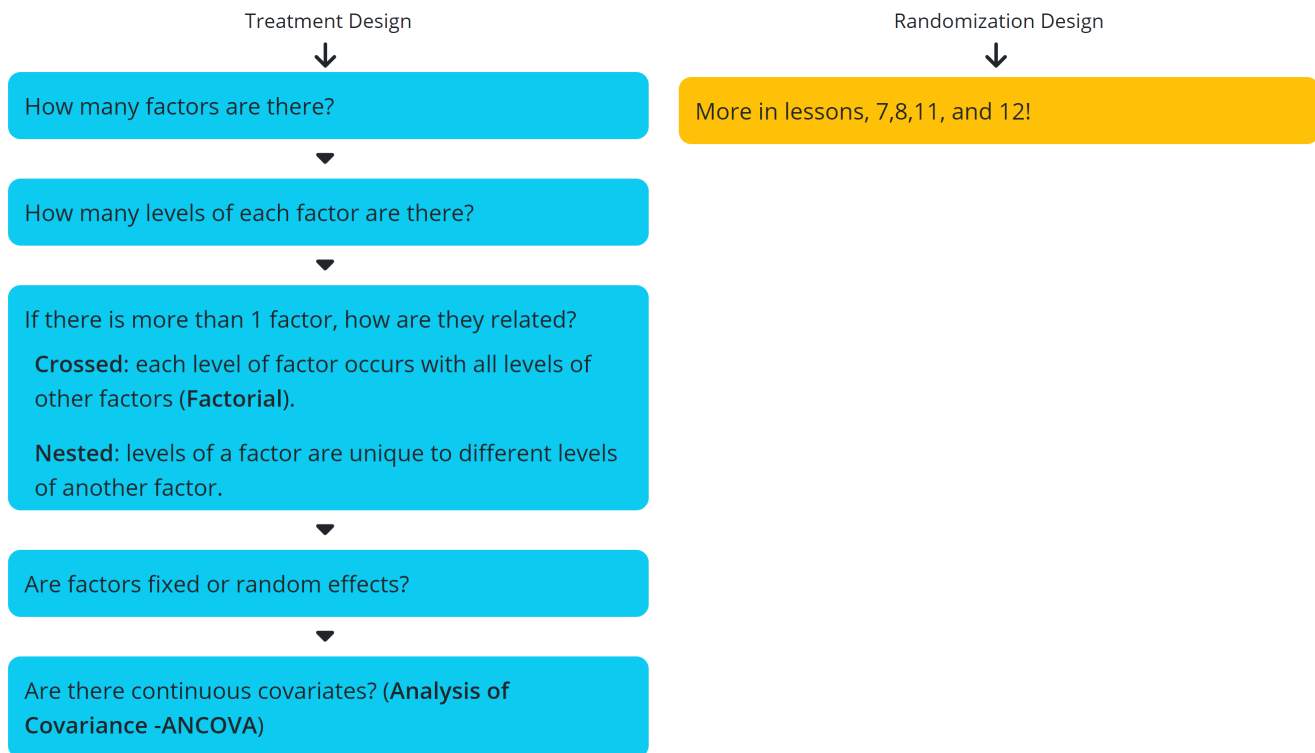 Treatment Design
How many factors are there?
How many levels of each factor are there?
If there is more than 1 factor, how are they related?
Crossed: each level of factor occurs with all levels of
other factors (Factorial).
Nested: levels of a factor are unique to different levels
of another factor.
Are factors fixed or random effects?
Are there continuous covariates? (Analysis of
Covariance -ANCOVA)
Randomization Design
More in lessons, 7,8,11, and 12!